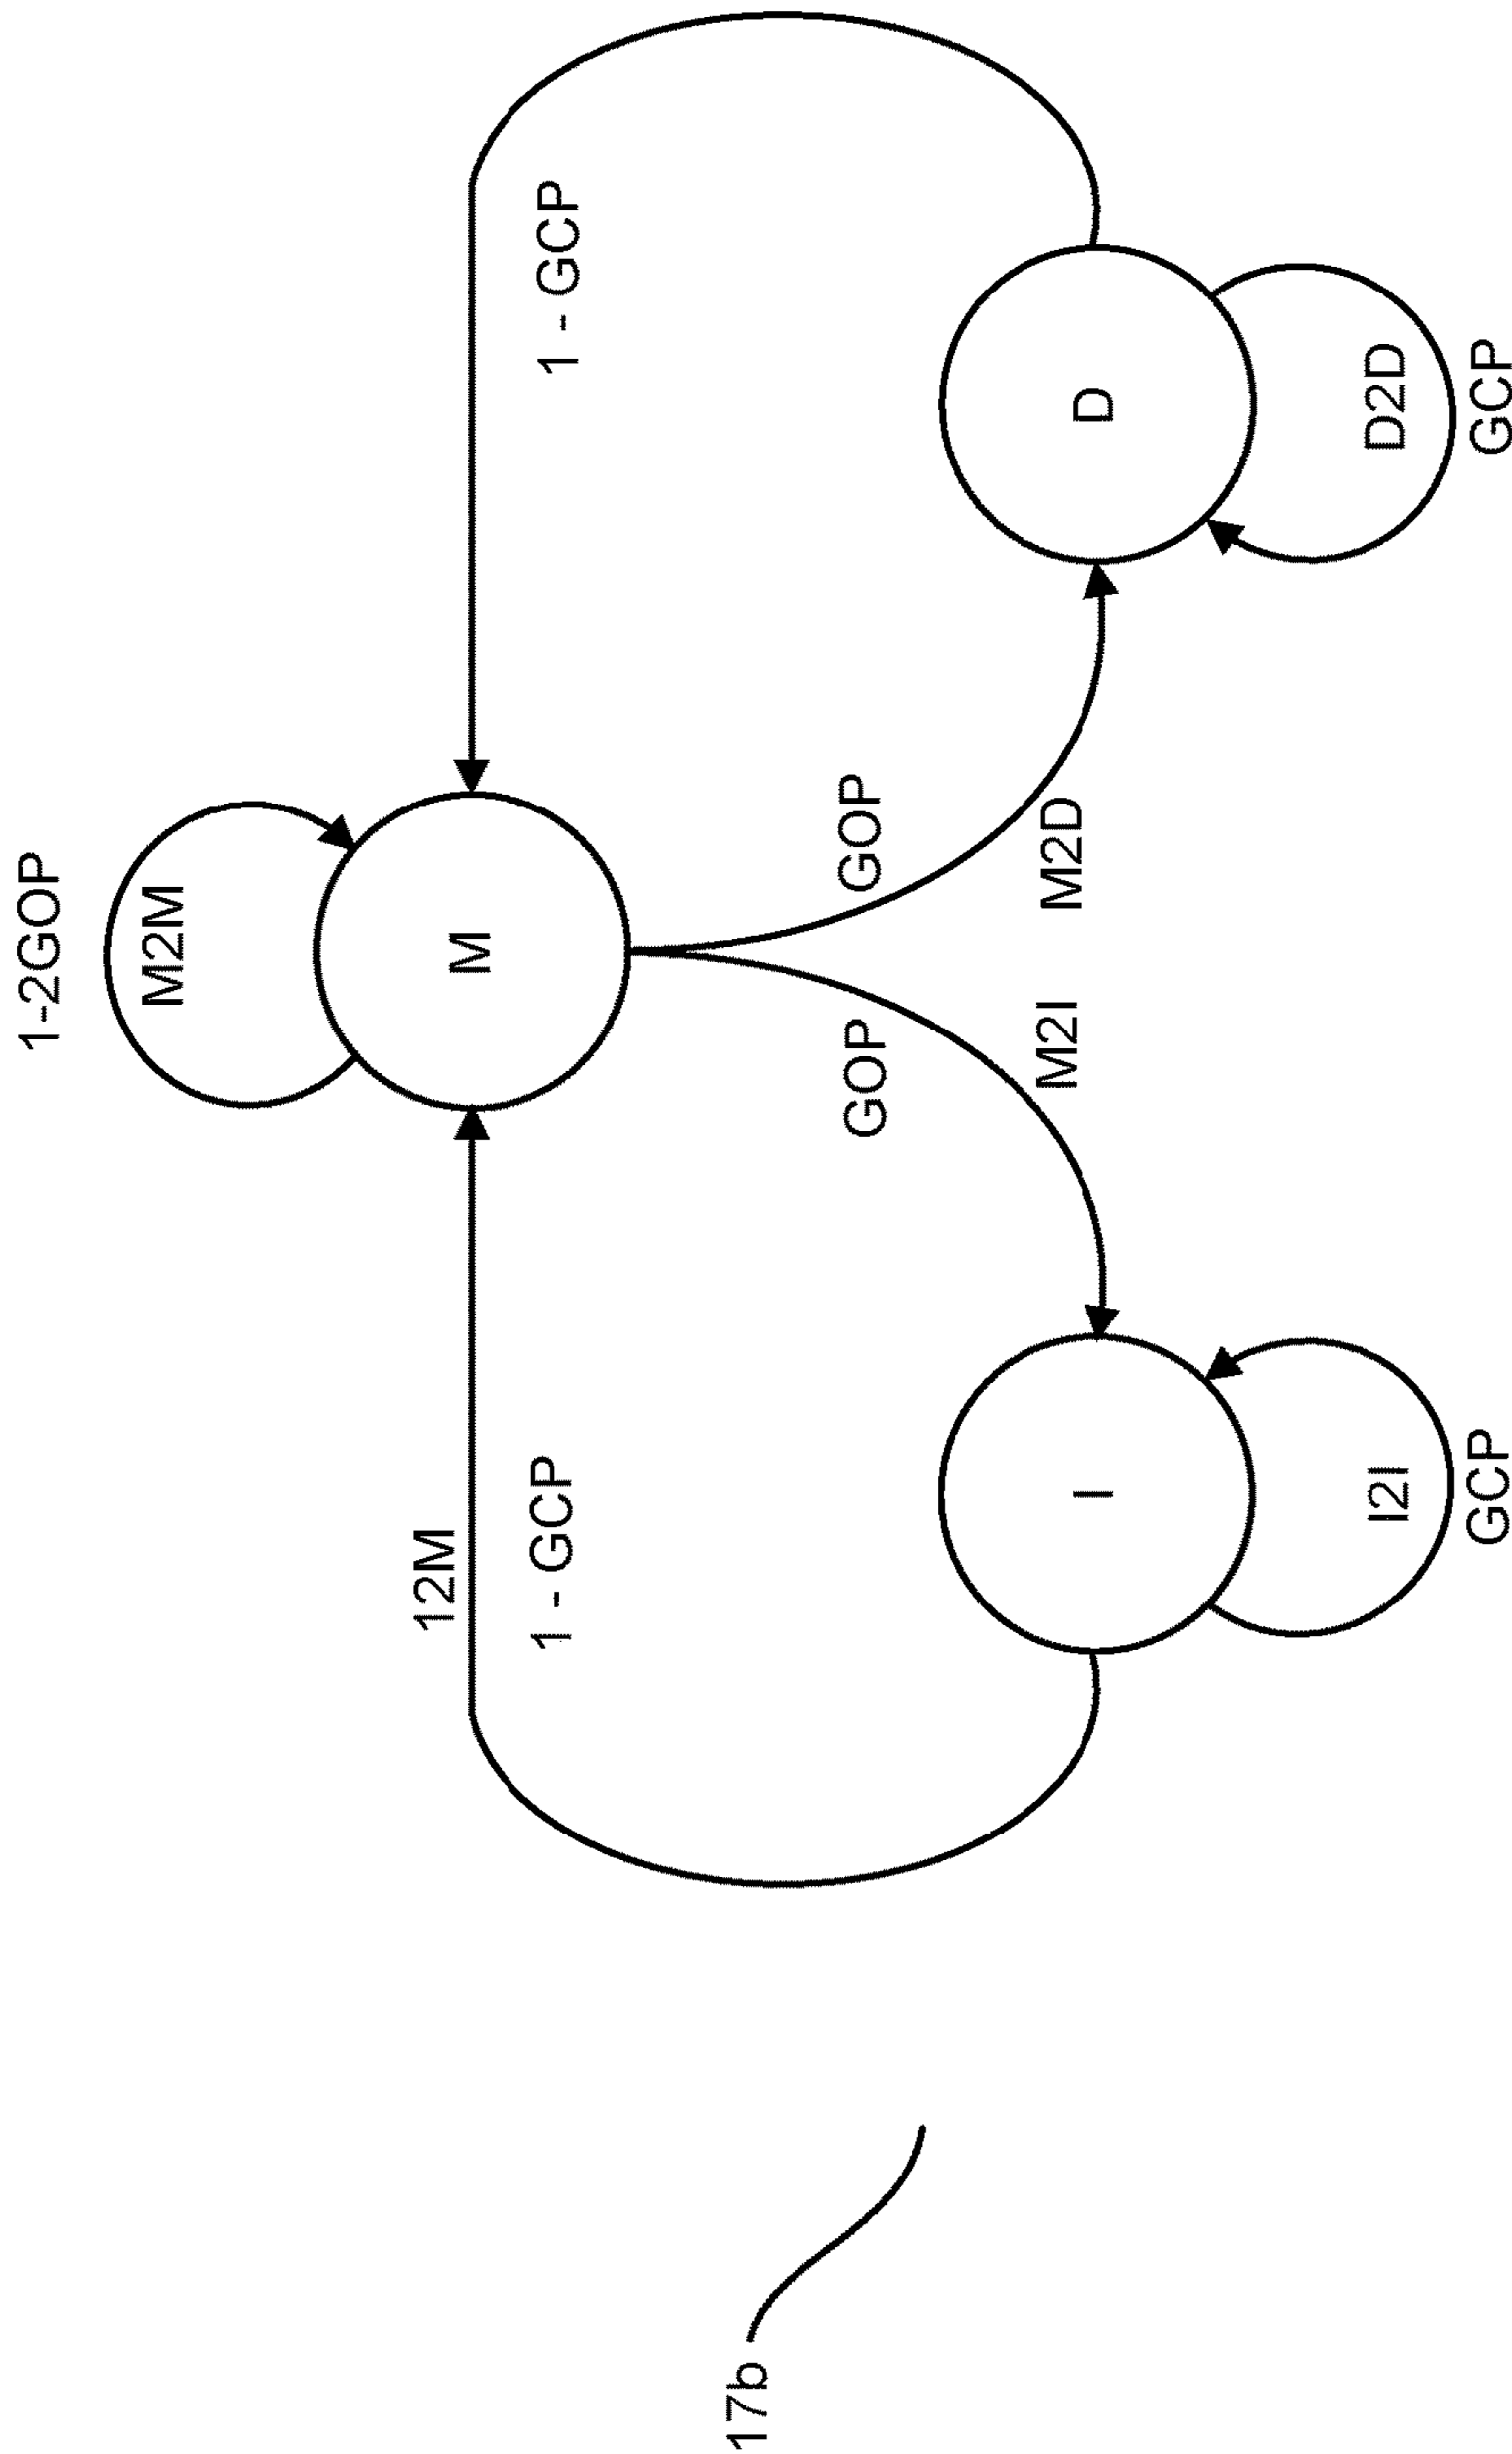 1-2GOP
M2M
12M
1 - GCP
1 - GCP
M
GOP
GOP
M2I
M2D
I
D
I2I
D2D
GCP
GCP
17b